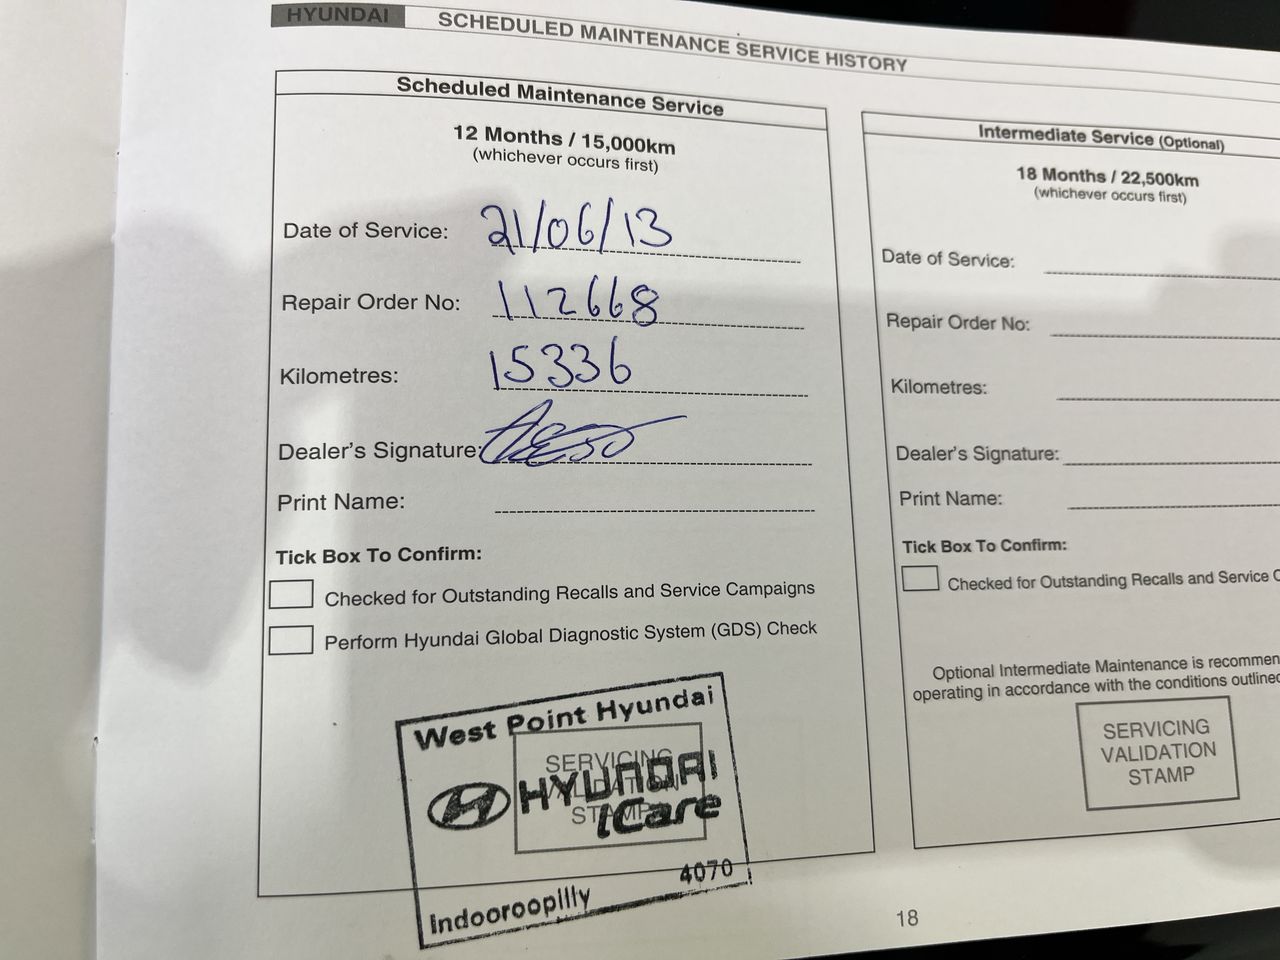 HYUNDAI
SCHEDULED MAINTENANCE SERVICE HISTORY
Scheduled Maintenance Service
12 Months / 15,000km
(whichever occurs first)
Date of Service: 21/06/13
Repair Order No: 112668
Kilometres: 15336
Dealer's Signature:
Print Name:
Tick Box To Confirm:
Checked for Outstanding Recalls and Service Campaigns
Perform Hyundai Global Diagnostic System (GDS) Check
West Point Hyundai
SERVICING
VALIDATION
STAMP
HYUNDAI
iCare
4070
Indooroopilly
Intermediate Service (Optional)
18 Months / 22,500km
(whichever occurs first)
Date of Service:
Repair Order No:
Kilometres:
Dealer's Signature:
Print Name:
Tick Box To Confirm:
Checked for Outstanding Recalls and Service C
Optional Intermediate Maintenance is recommen
operating in accordance with the conditions outlined
SERVICING
VALIDATION
STAMP
18